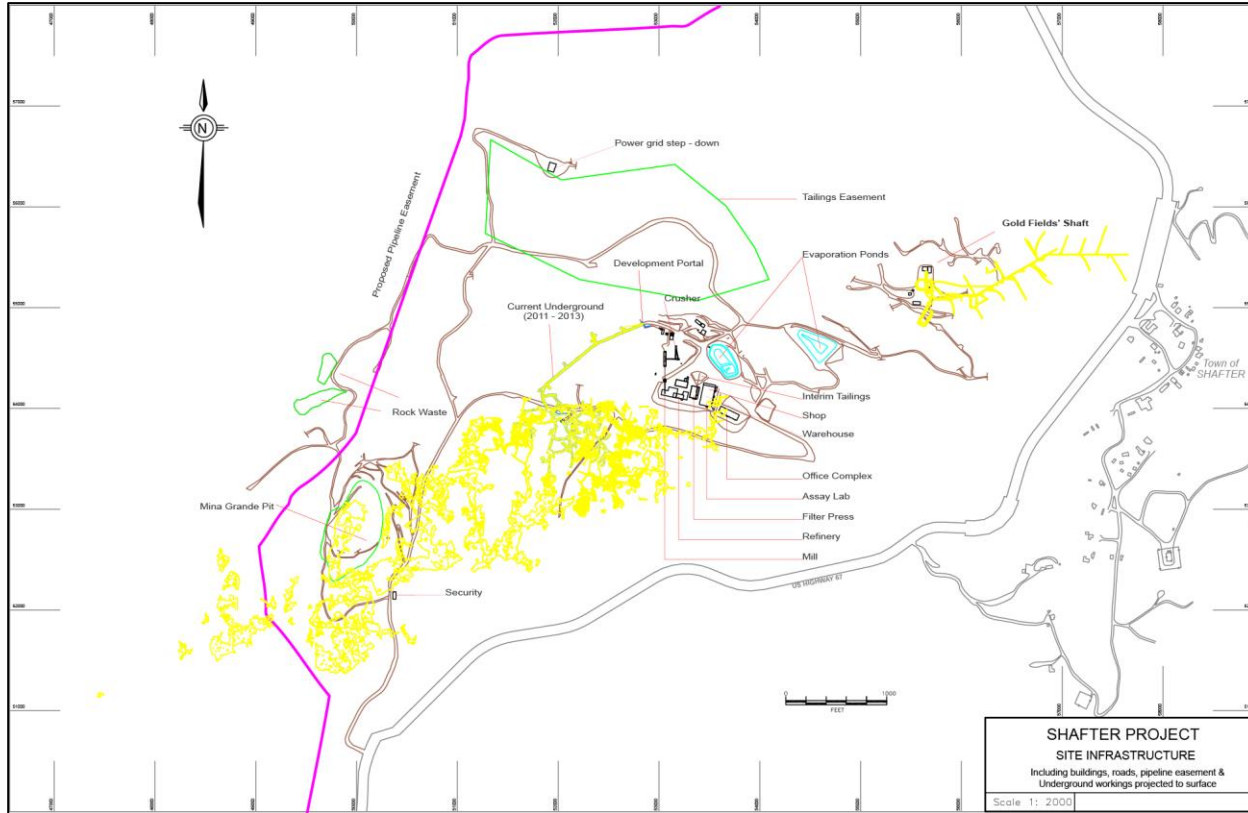 N
Power grid step - down
Tailings Easement
Proposed Pipeline Easement
Gold Fields' Shaft
Evaporation Ponds
Development Portal
Crusher
Current Underground
(2011 - 2013)
Town of
SHAFTER
Interim Tailings
Rock Waste
Shop
Warehouse
Office Complex
Assay Lab
Mina Grande Pit
Filter Press
Refinery
Mill
US HIGHWAY 67
Security
0 1000
FEET
SHAFTER PROJECT
SITE INFRASTRUCTURE
Including buildings, roads, pipeline easement &
Underground workings projected to surface
Scale 1: 2000